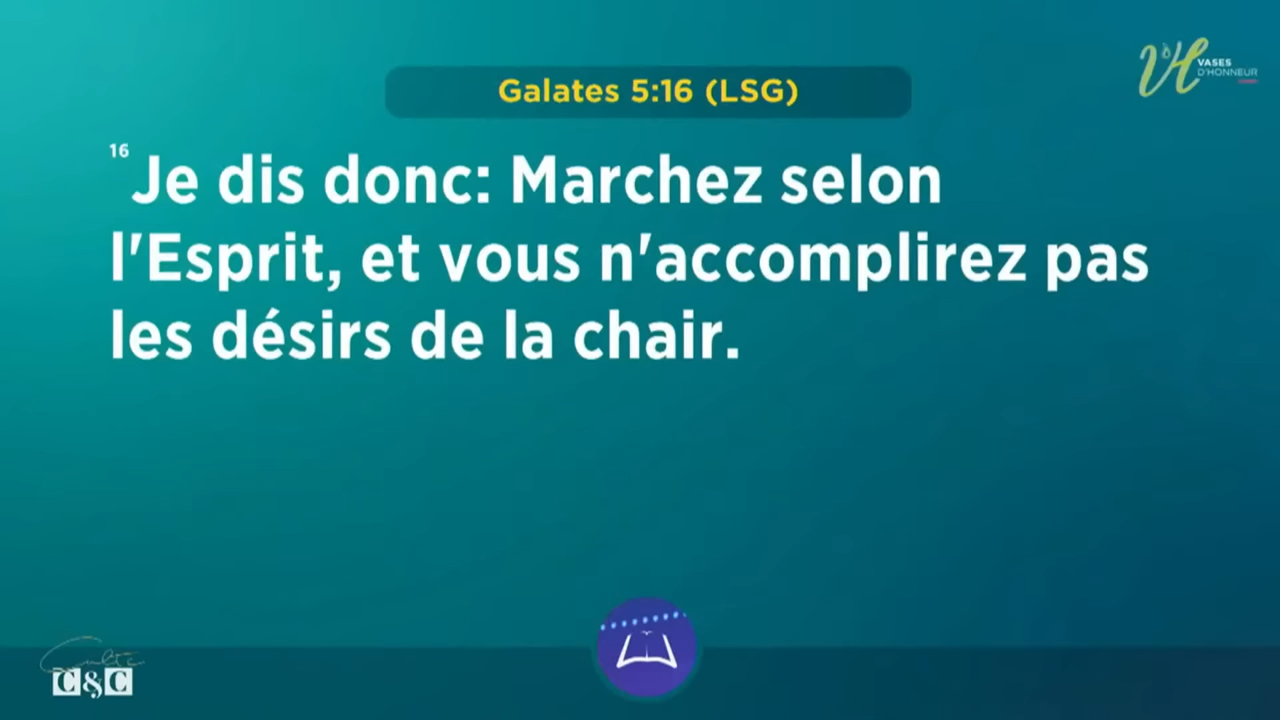 Galates 5:16 (LSG)
VASES
D'HONNEUR
16 Je dis donc: Marchez selon
l'Esprit, et vous n'accomplirez pas
les désirs de la chair.
Culte
C&C